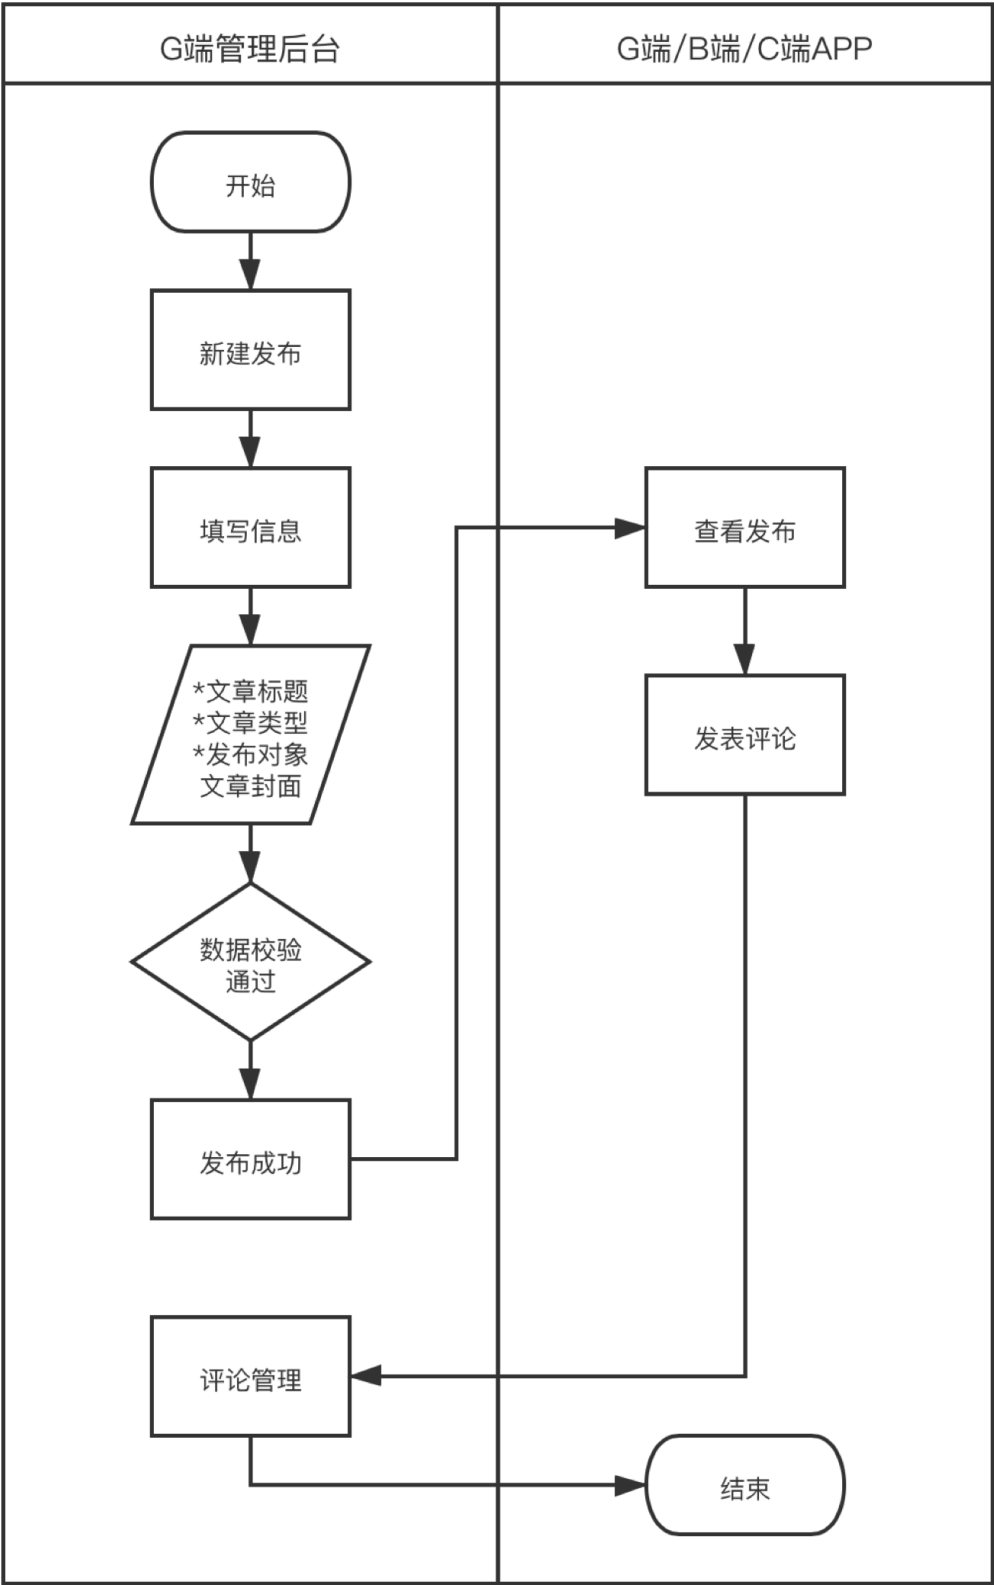 G端管理后台
G端/B端/C端APP
开始
新建发布
填写信息
*文章标题
*文章类型
*发布对象
文章封面
数据校验
通过
发布成功
查看发布
发表评论
评论管理
结束